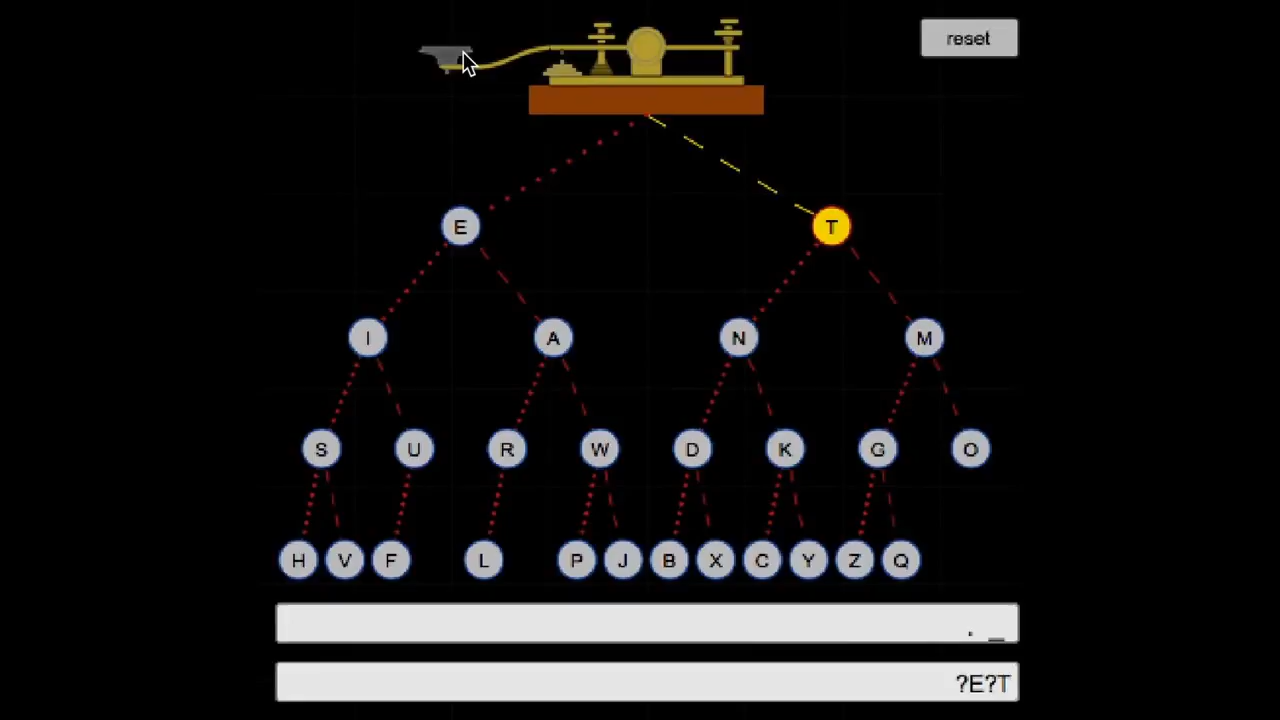 reset
E T
I A N M
S U R W D K G O
H V F L P J B X C Y Z Q
. _
?E?T